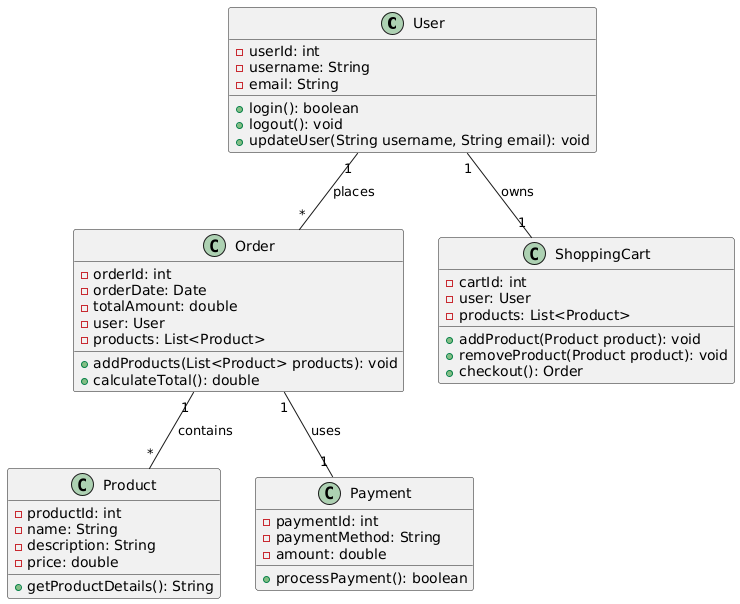 C User
userId: int
username: String
email: String
login(): boolean
logout(): void
updateUser(String username, String email): void
1 1
places owns
* 1
C Order
orderId: int
orderDate: Date
totalAmount: double
user: User
products: List<Product>
addProducts(List<Product> products): void
calculateTotal(): double
C ShoppingCart
cartId: int
user: User
products: List<Product>
addProduct(Product product): void
removeProduct(Product product): void
checkout(): Order
1 1
contains uses
* 1
C Product
productId: int
name: String
description: String
price: double
getProductDetails(): String
C Payment
paymentId: int
paymentMethod: String
amount: double
processPayment(): boolean